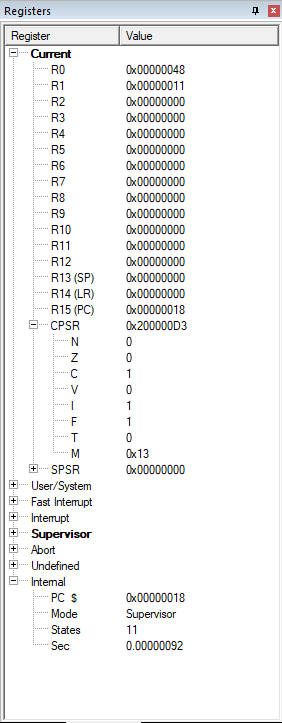 Registers
Register Value
Current
R0 0x00000048
R1 0x00000011
R2 0x00000000
R3 0x00000000
R4 0x00000000
R5 0x00000000
R6 0x00000000
R7 0x00000000
R8 0x00000000
R9 0x00000000
R10 0x00000000
R11 0x00000000
R12 0x00000000
R13 (SP) 0x00000000
R14 (LR) 0x00000000
R15 (PC) 0x00000018
CPSR 0x200000D3
N 0
Z 0
C 1
V 0
I 1
F 1
T 0
M 0x13
SPSR 0x00000000
User/System
Fast Interrupt
Interrupt
Supervisor
Abort
Undefined
Internal
PC $ 0x00000018
Mode Supervisor
States 11
Sec 0.00000092